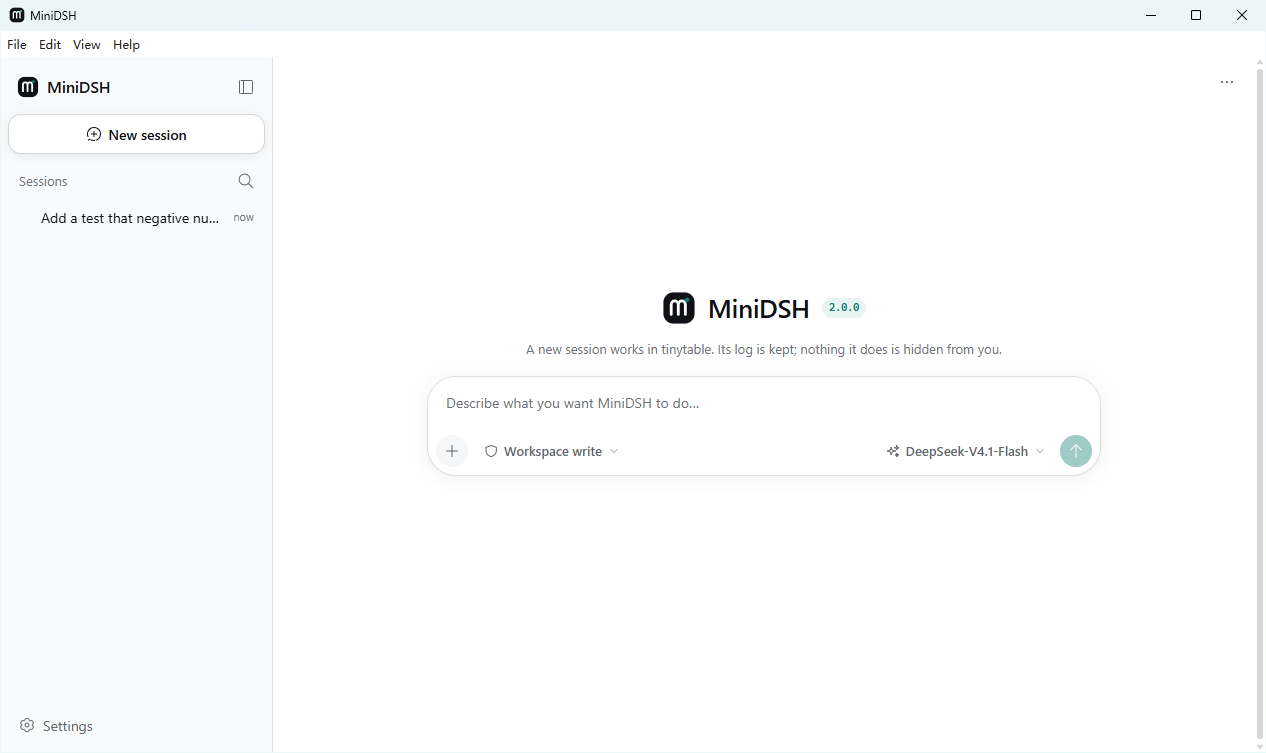 MiniDSH
File Edit View Help
MiniDSH
New session
Sessions
Add a test that negative nu... now
Settings
MiniDSH 2.0.0
A new session works in tinytable. Its log is kept; nothing it does is hidden from you.
Describe what you want MiniDSH to do...
Workspace write DeepSeek-V4.1-Flash